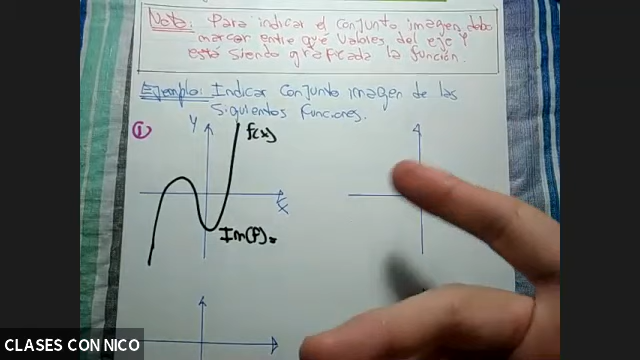 Nota: Para indicar el conjunto imagen debo
marcar entre qué valores del eje Y
está siendo graficada la función.
Ejemplo: Indicar conjunto imagen de las
siguientes funciones.
①
Y
f(x)
X
Im(f)=
CLASES CON NICO